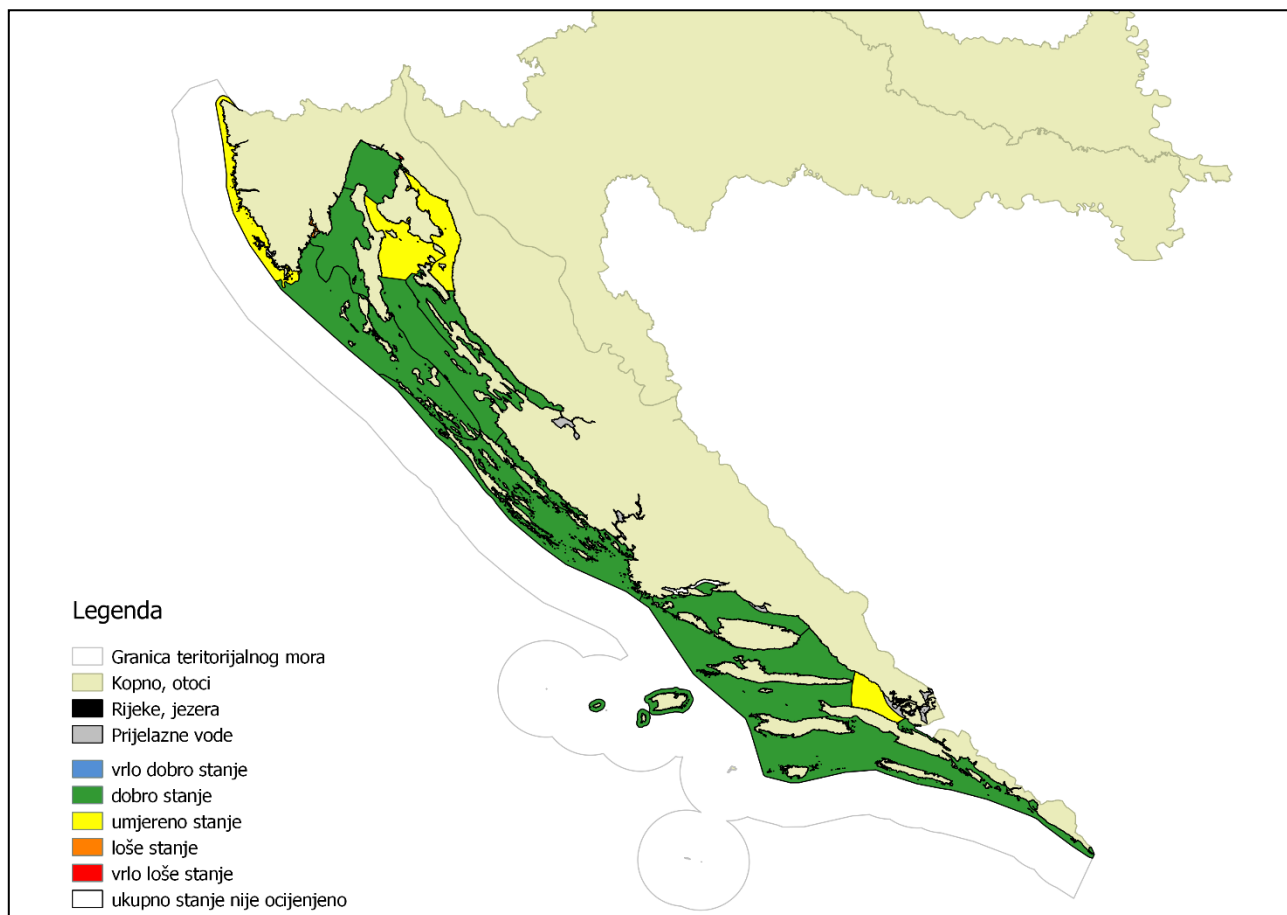 Legenda
Granica teritorijalnog mora
Kopno, otoci
Rijeke, jezera
Prijelazne vode
vrlo dobro stanje
dobro stanje
umjereno stanje
loše stanje
vrlo loše stanje
ukupno stanje nije ocijenjeno